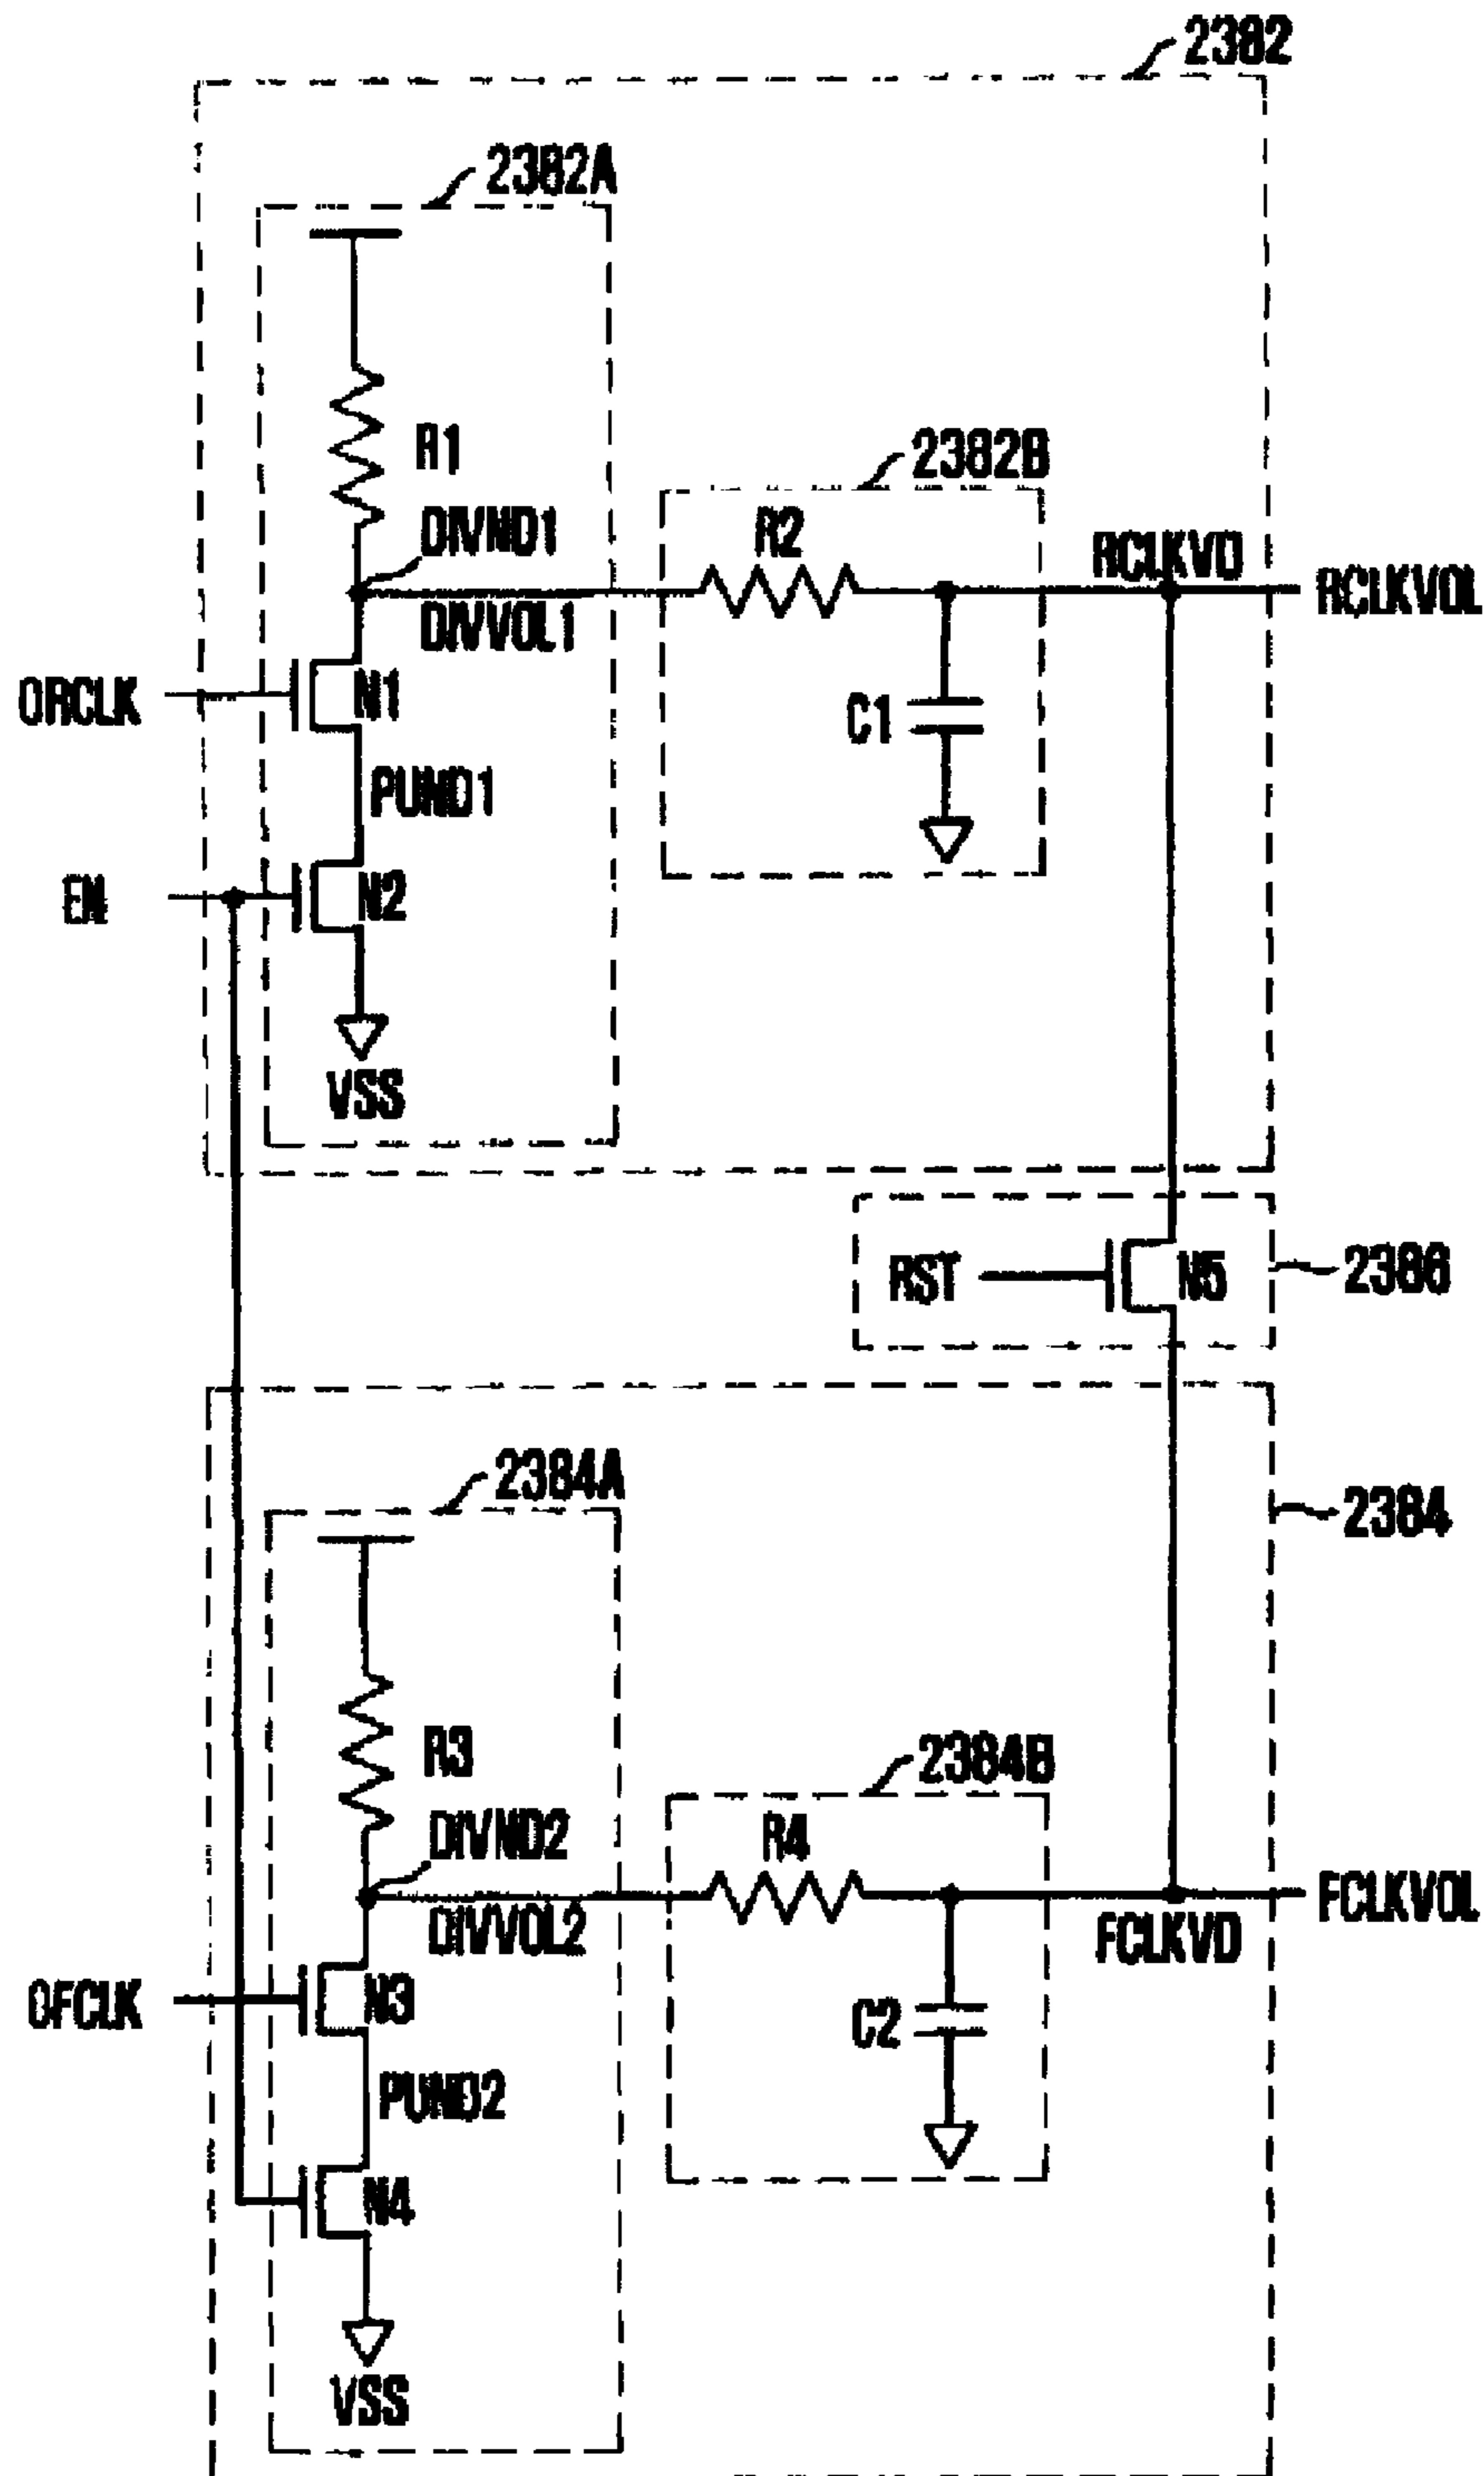 2382
2382A
R1
DIVND1
DIVVOL1
2382B
R2
RCLKVD
RCLKVOL
ORCLK
N1
C1
PUND1
EN
N2
VSS
RST
N5
2386
2384
2384A
R3
DIVND2
DIVVOL2
2384B
R4
FCLKVD
FCLKVOL
OFCLK
N3
C2
PUND2
N4
VSS